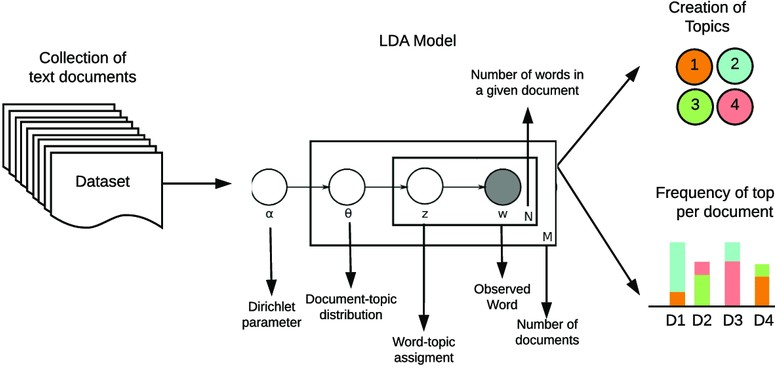 Creation of
Topics
LDA Model
Collection of
text documents
Number of words in
a given document
1
2
3
4
Dataset
α
θ
z
w
N
M
Frequency of top
per document
Dirichlet
parameter
Document-topic
distribution
Word-topic
assigment
Observed
Word
Number of
documents
D1 D2 D3 D4